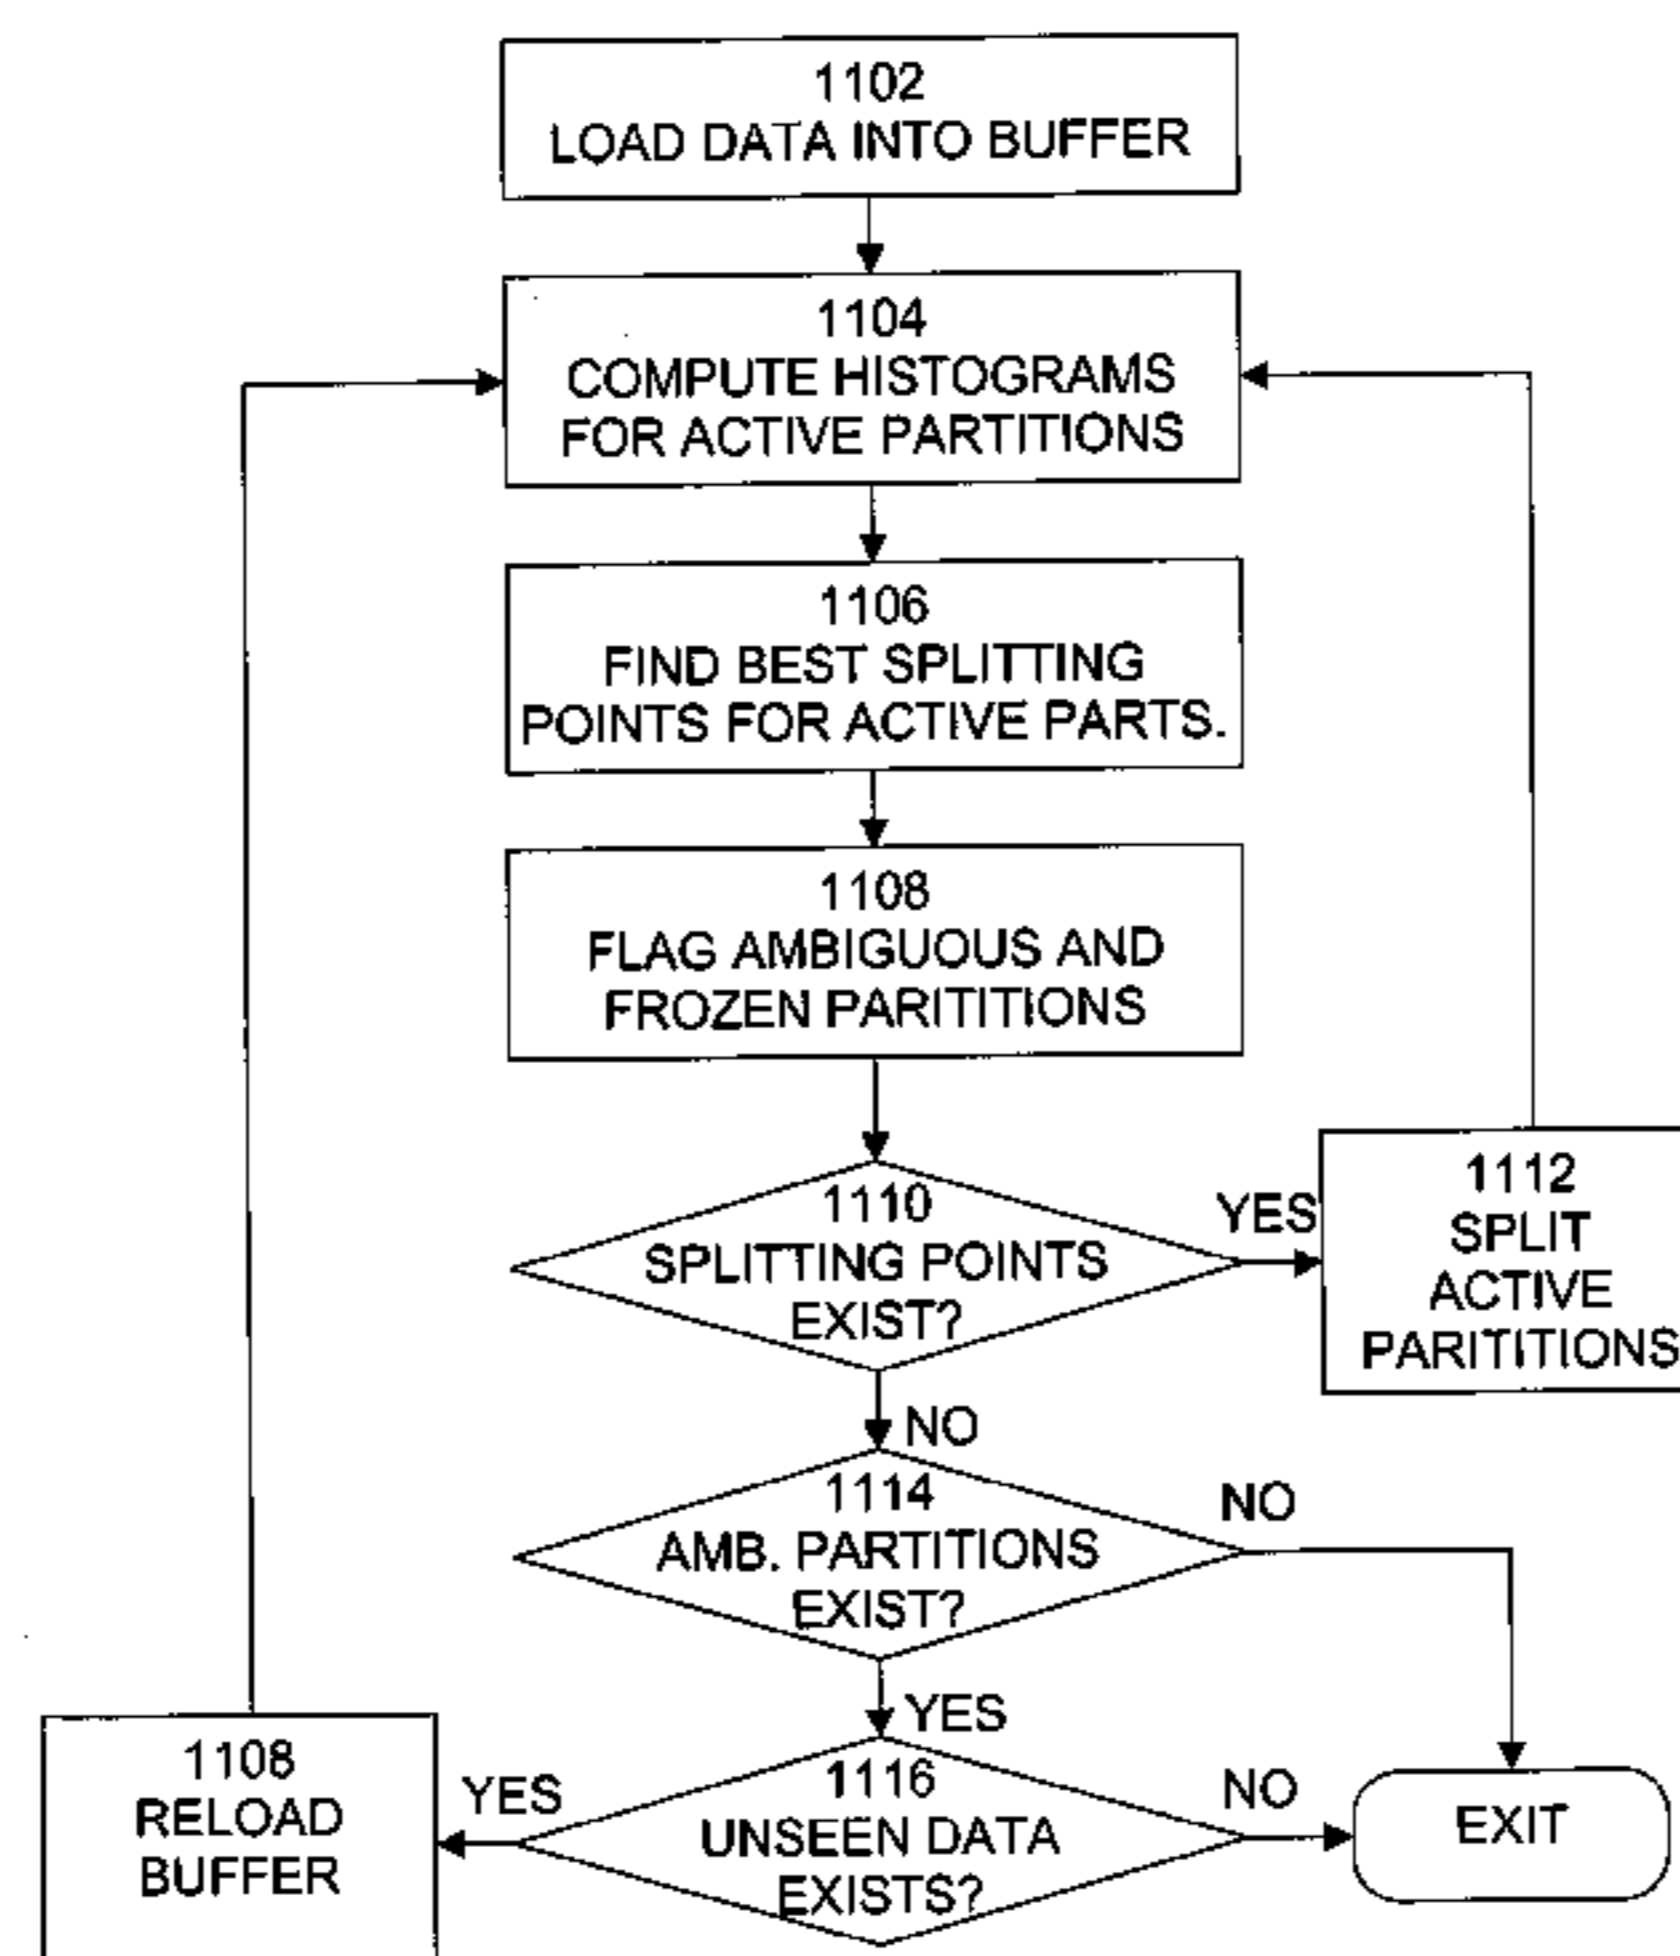 1102
LOAD DATA INTO BUFFER
1104
COMPUTE HISTOGRAMS
FOR ACTIVE PARTITIONS
1106
FIND BEST SPLITTING
POINTS FOR ACTIVE PARTS.
1108
FLAG AMBIGUOUS AND
FROZEN PARITITIONS
1110
SPLITTING POINTS
EXIST?
YES
1112
SPLIT
ACTIVE
PARITITIONS
NO
1114
AMB. PARTITIONS
EXIST?
NO
YES
1116
UNSEEN DATA
EXISTS?
YES
1108
RELOAD
BUFFER
NO
EXIT